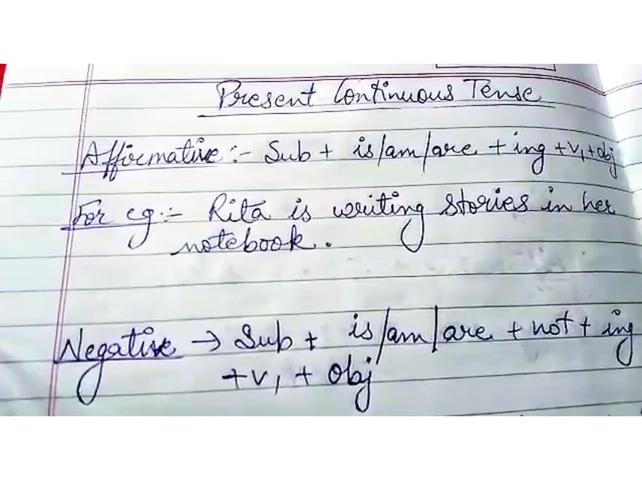 Present Continuous Tense
Affirmative :- Sub + is/am/are + ing + v1 + obj
For eg :- Rita is writing stories in her
notebook.
Negative → Sub + is/am/are + not + ing
+ v1 + obj